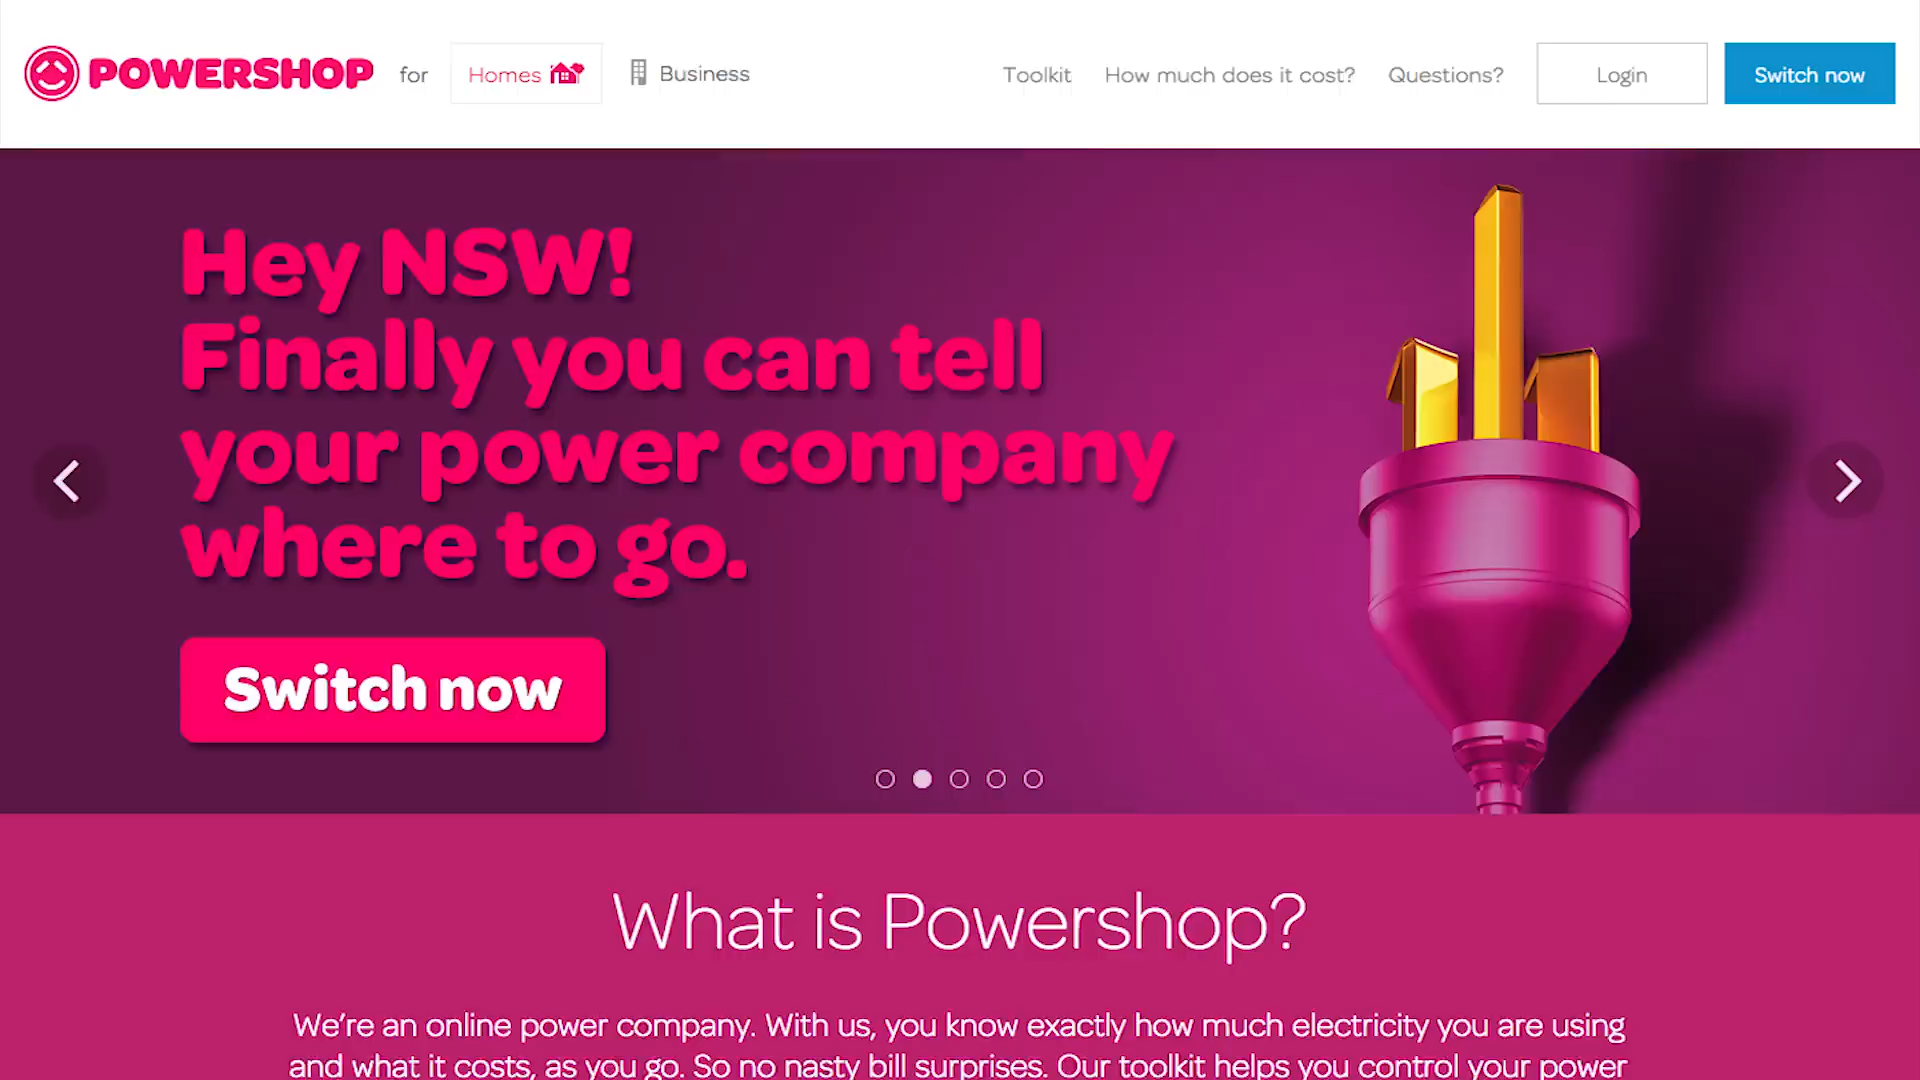 POWERSHOP for Homes Business Toolkit How much does it cost? Questions? Login Switch now
Hey NSW!
Finally you can tell
your power company
where to go.
Switch now
What is Powershop?
We're an online power company. With us, you know exactly how much electricity you are using
and what it costs, as you go. So no nasty bill surprises. Our toolkit helps you control your power